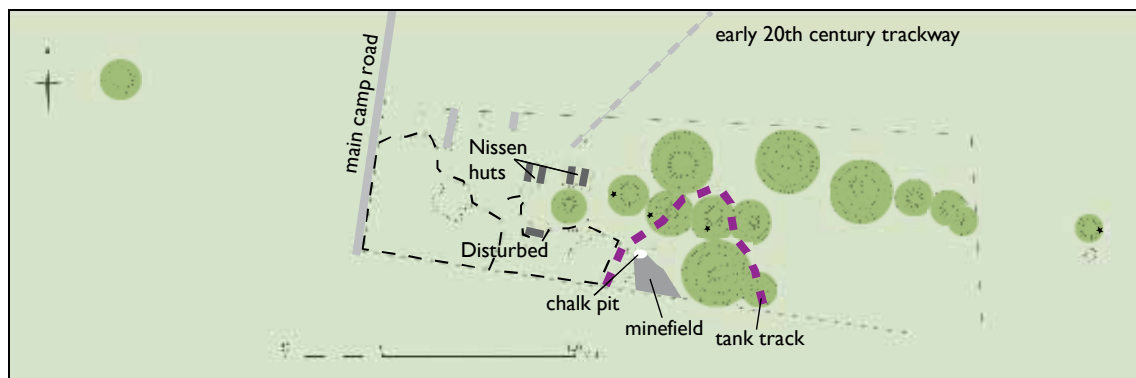 early 20th century trackway
main camp road
Nissen
huts
Disturbed
chalk pit
minefield
tank track